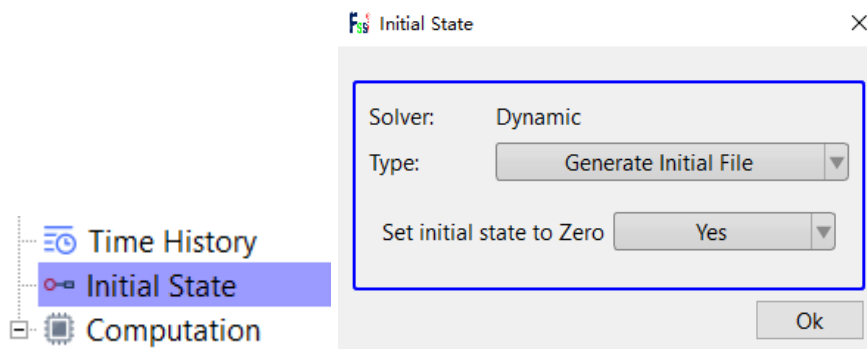 Initial State
Solver: Dynamic
Type: Generate Initial File
Set initial state to Zero Yes
Ok
Time History
Initial State
Computation